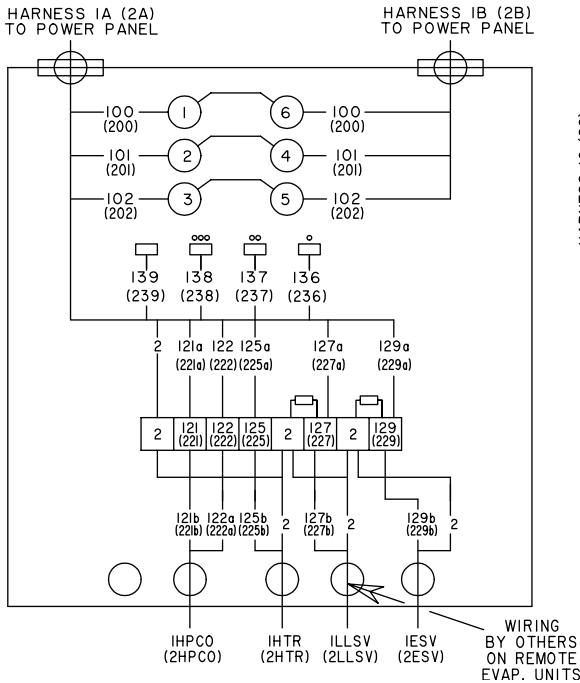 HARNESS 1A (2A)
TO POWER PANEL
HARNESS 1B (2B)
TO POWER PANEL
100
(200)
1
6
100
(200)
101
(201)
2
4
101
(201)
102
(202)
3
5
102
(202)
139
(239)
138
(238)
137
(237)
136
(236)
2
121a
(221a)
122
(222)
125a
(225a)
127a
(227a)
129a
(229a)
2
121
(221)
122
(222)
125
(225)
2
127
(227)
2
129
(229)
121b
(221b)
122a
(222a)
125b
(225b)
2
127b
(227b)
2
129b
(229b)
2
1HPCO
(2HPCO)
1HTR
(2HTR)
1LLSV
(2LLSV)
1ESV
(2ESV)
WIRING
BY OTHERS
ON REMOTE
EVAP. UNITS